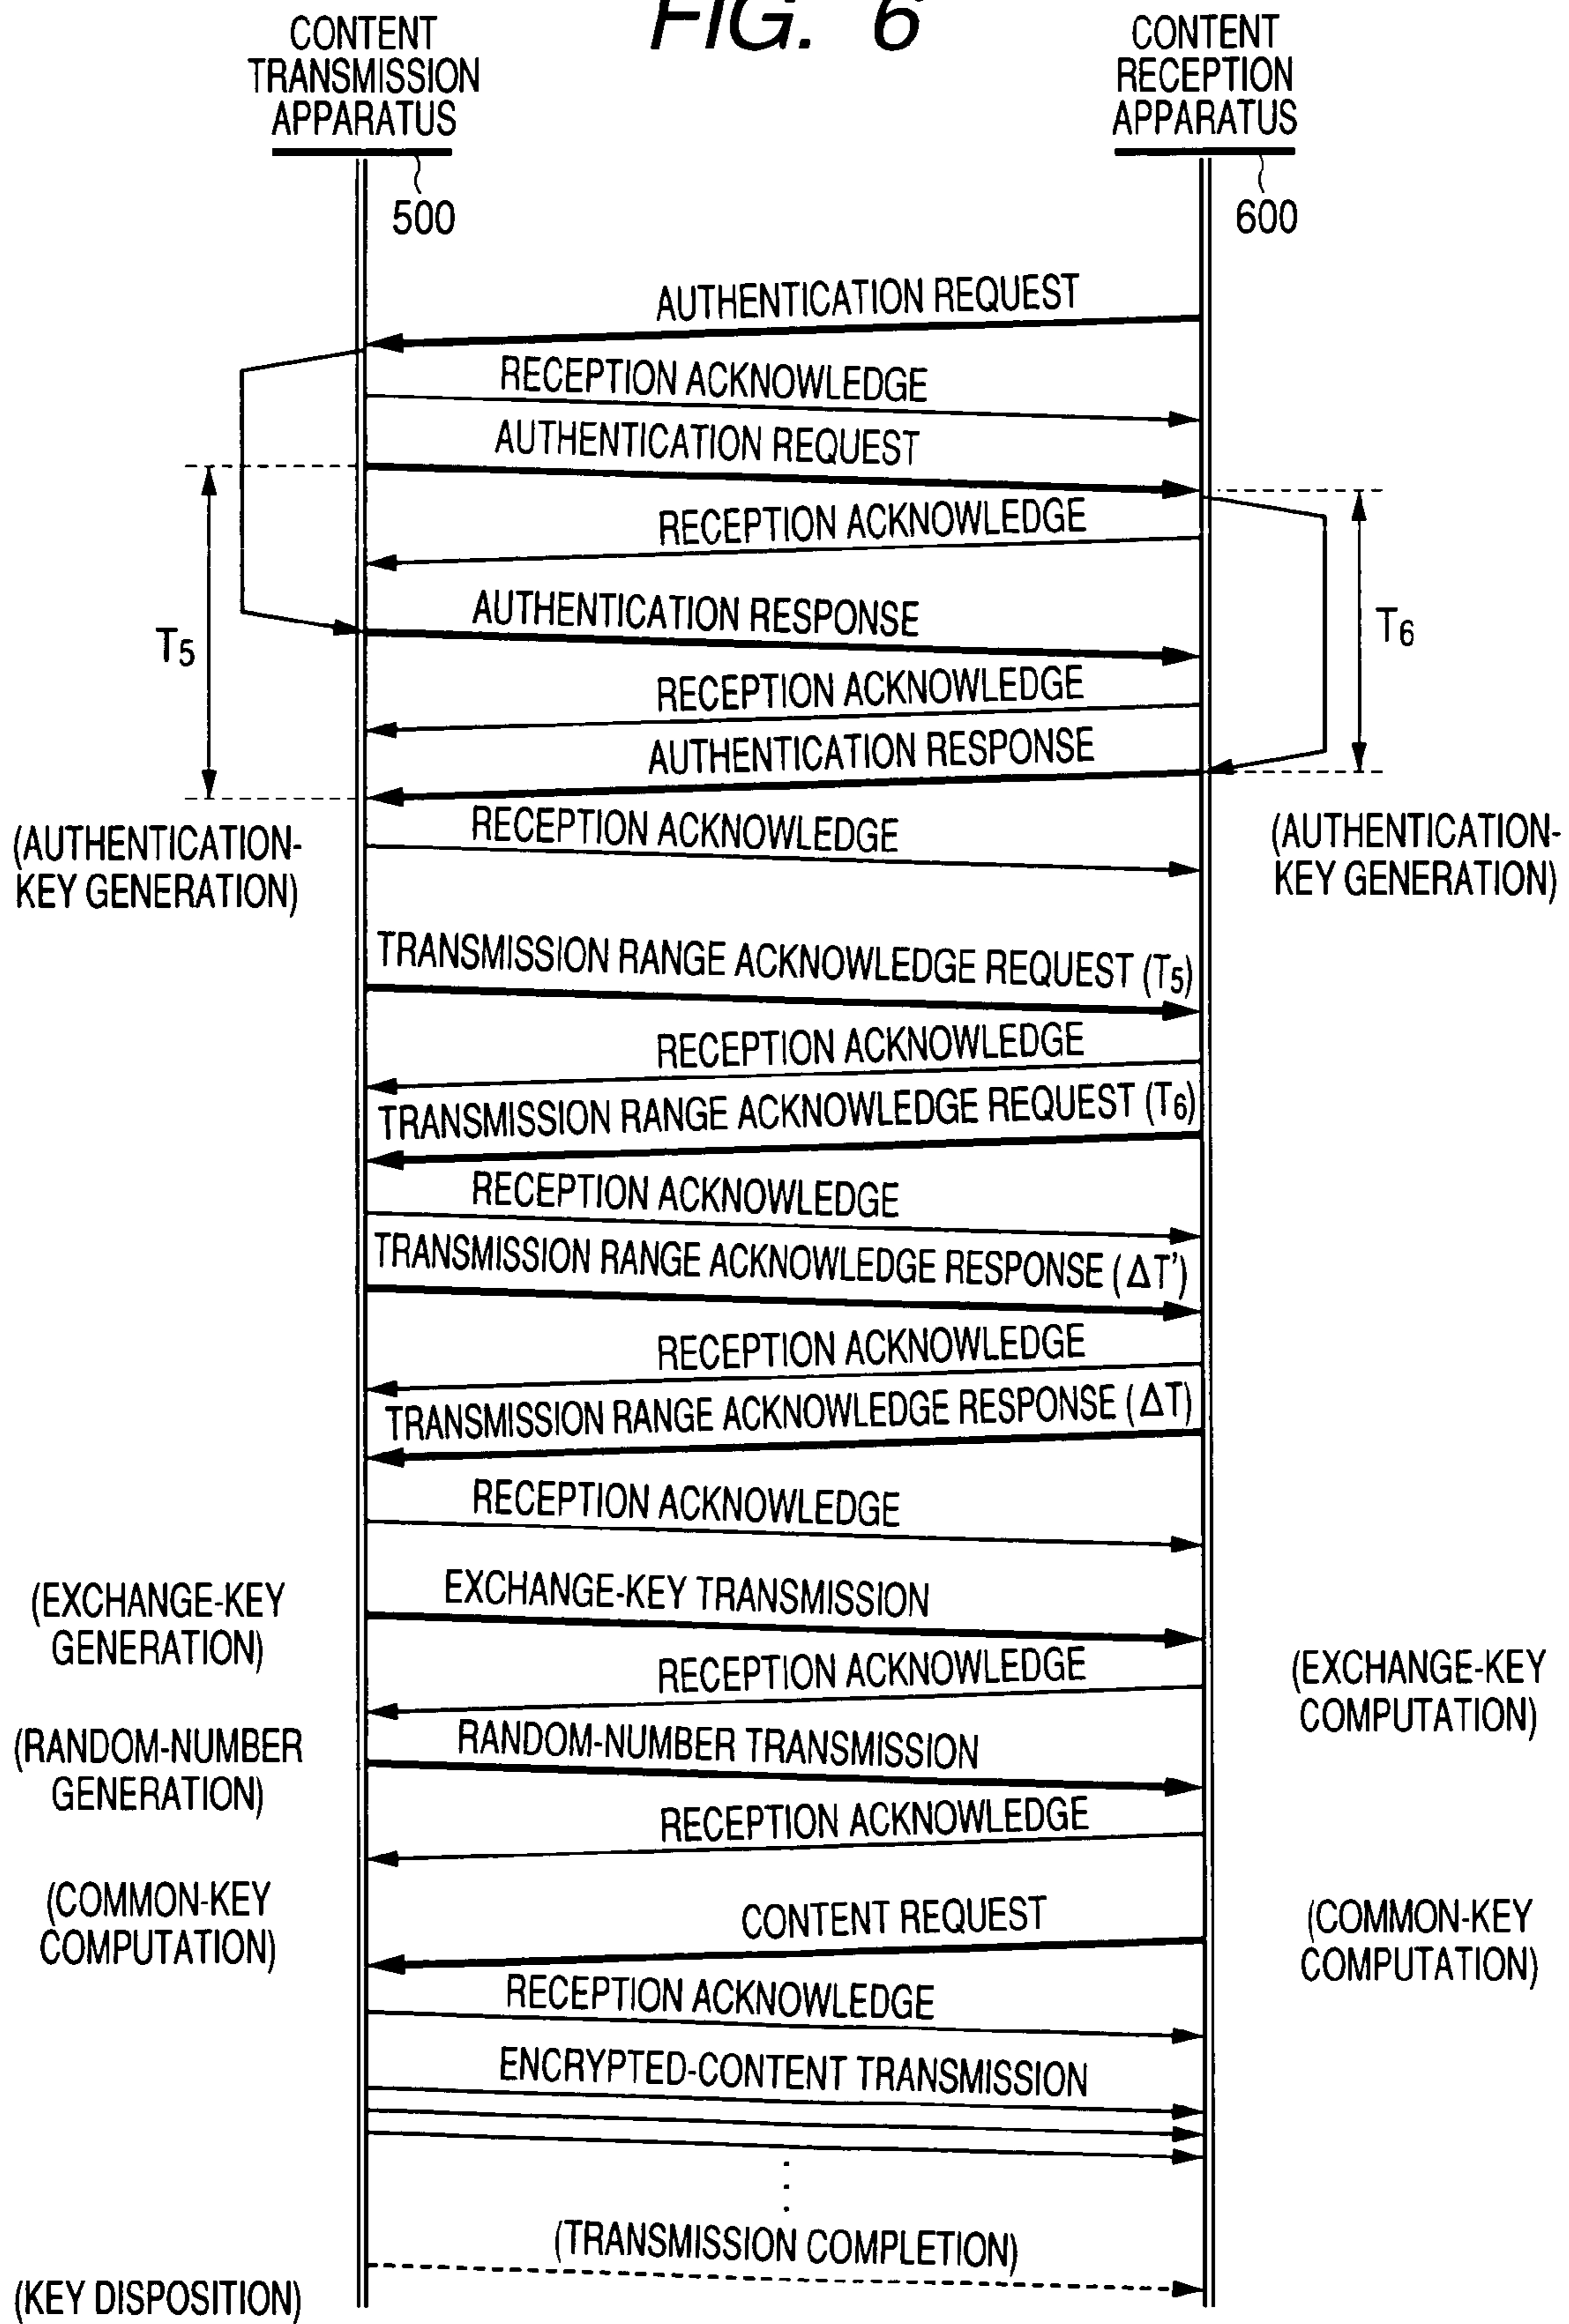 FIG. 6
CONTENT
TRANSMISSION
APPARATUS
500
CONTENT
RECEPTION
APPARATUS
600
AUTHENTICATION REQUEST
RECEPTION ACKNOWLEDGE
AUTHENTICATION REQUEST
RECEPTION ACKNOWLEDGE
AUTHENTICATION RESPONSE
T5
T6
RECEPTION ACKNOWLEDGE
AUTHENTICATION RESPONSE
RECEPTION ACKNOWLEDGE
(AUTHENTICATION-
KEY GENERATION)
(AUTHENTICATION-
KEY GENERATION)
TRANSMISSION RANGE ACKNOWLEDGE REQUEST (T5)
RECEPTION ACKNOWLEDGE
TRANSMISSION RANGE ACKNOWLEDGE REQUEST (T6)
RECEPTION ACKNOWLEDGE
TRANSMISSION RANGE ACKNOWLEDGE RESPONSE (ΔT')
RECEPTION ACKNOWLEDGE
TRANSMISSION RANGE ACKNOWLEDGE RESPONSE (ΔT)
RECEPTION ACKNOWLEDGE
(EXCHANGE-KEY
GENERATION)
EXCHANGE-KEY TRANSMISSION
RECEPTION ACKNOWLEDGE
(EXCHANGE-KEY
COMPUTATION)
(RANDOM-NUMBER
GENERATION)
RANDOM-NUMBER TRANSMISSION
RECEPTION ACKNOWLEDGE
(COMMON-KEY
COMPUTATION)
CONTENT REQUEST
(COMMON-KEY
COMPUTATION)
RECEPTION ACKNOWLEDGE
ENCRYPTED-CONTENT TRANSMISSION
(TRANSMISSION COMPLETION)
(KEY DISPOSITION)